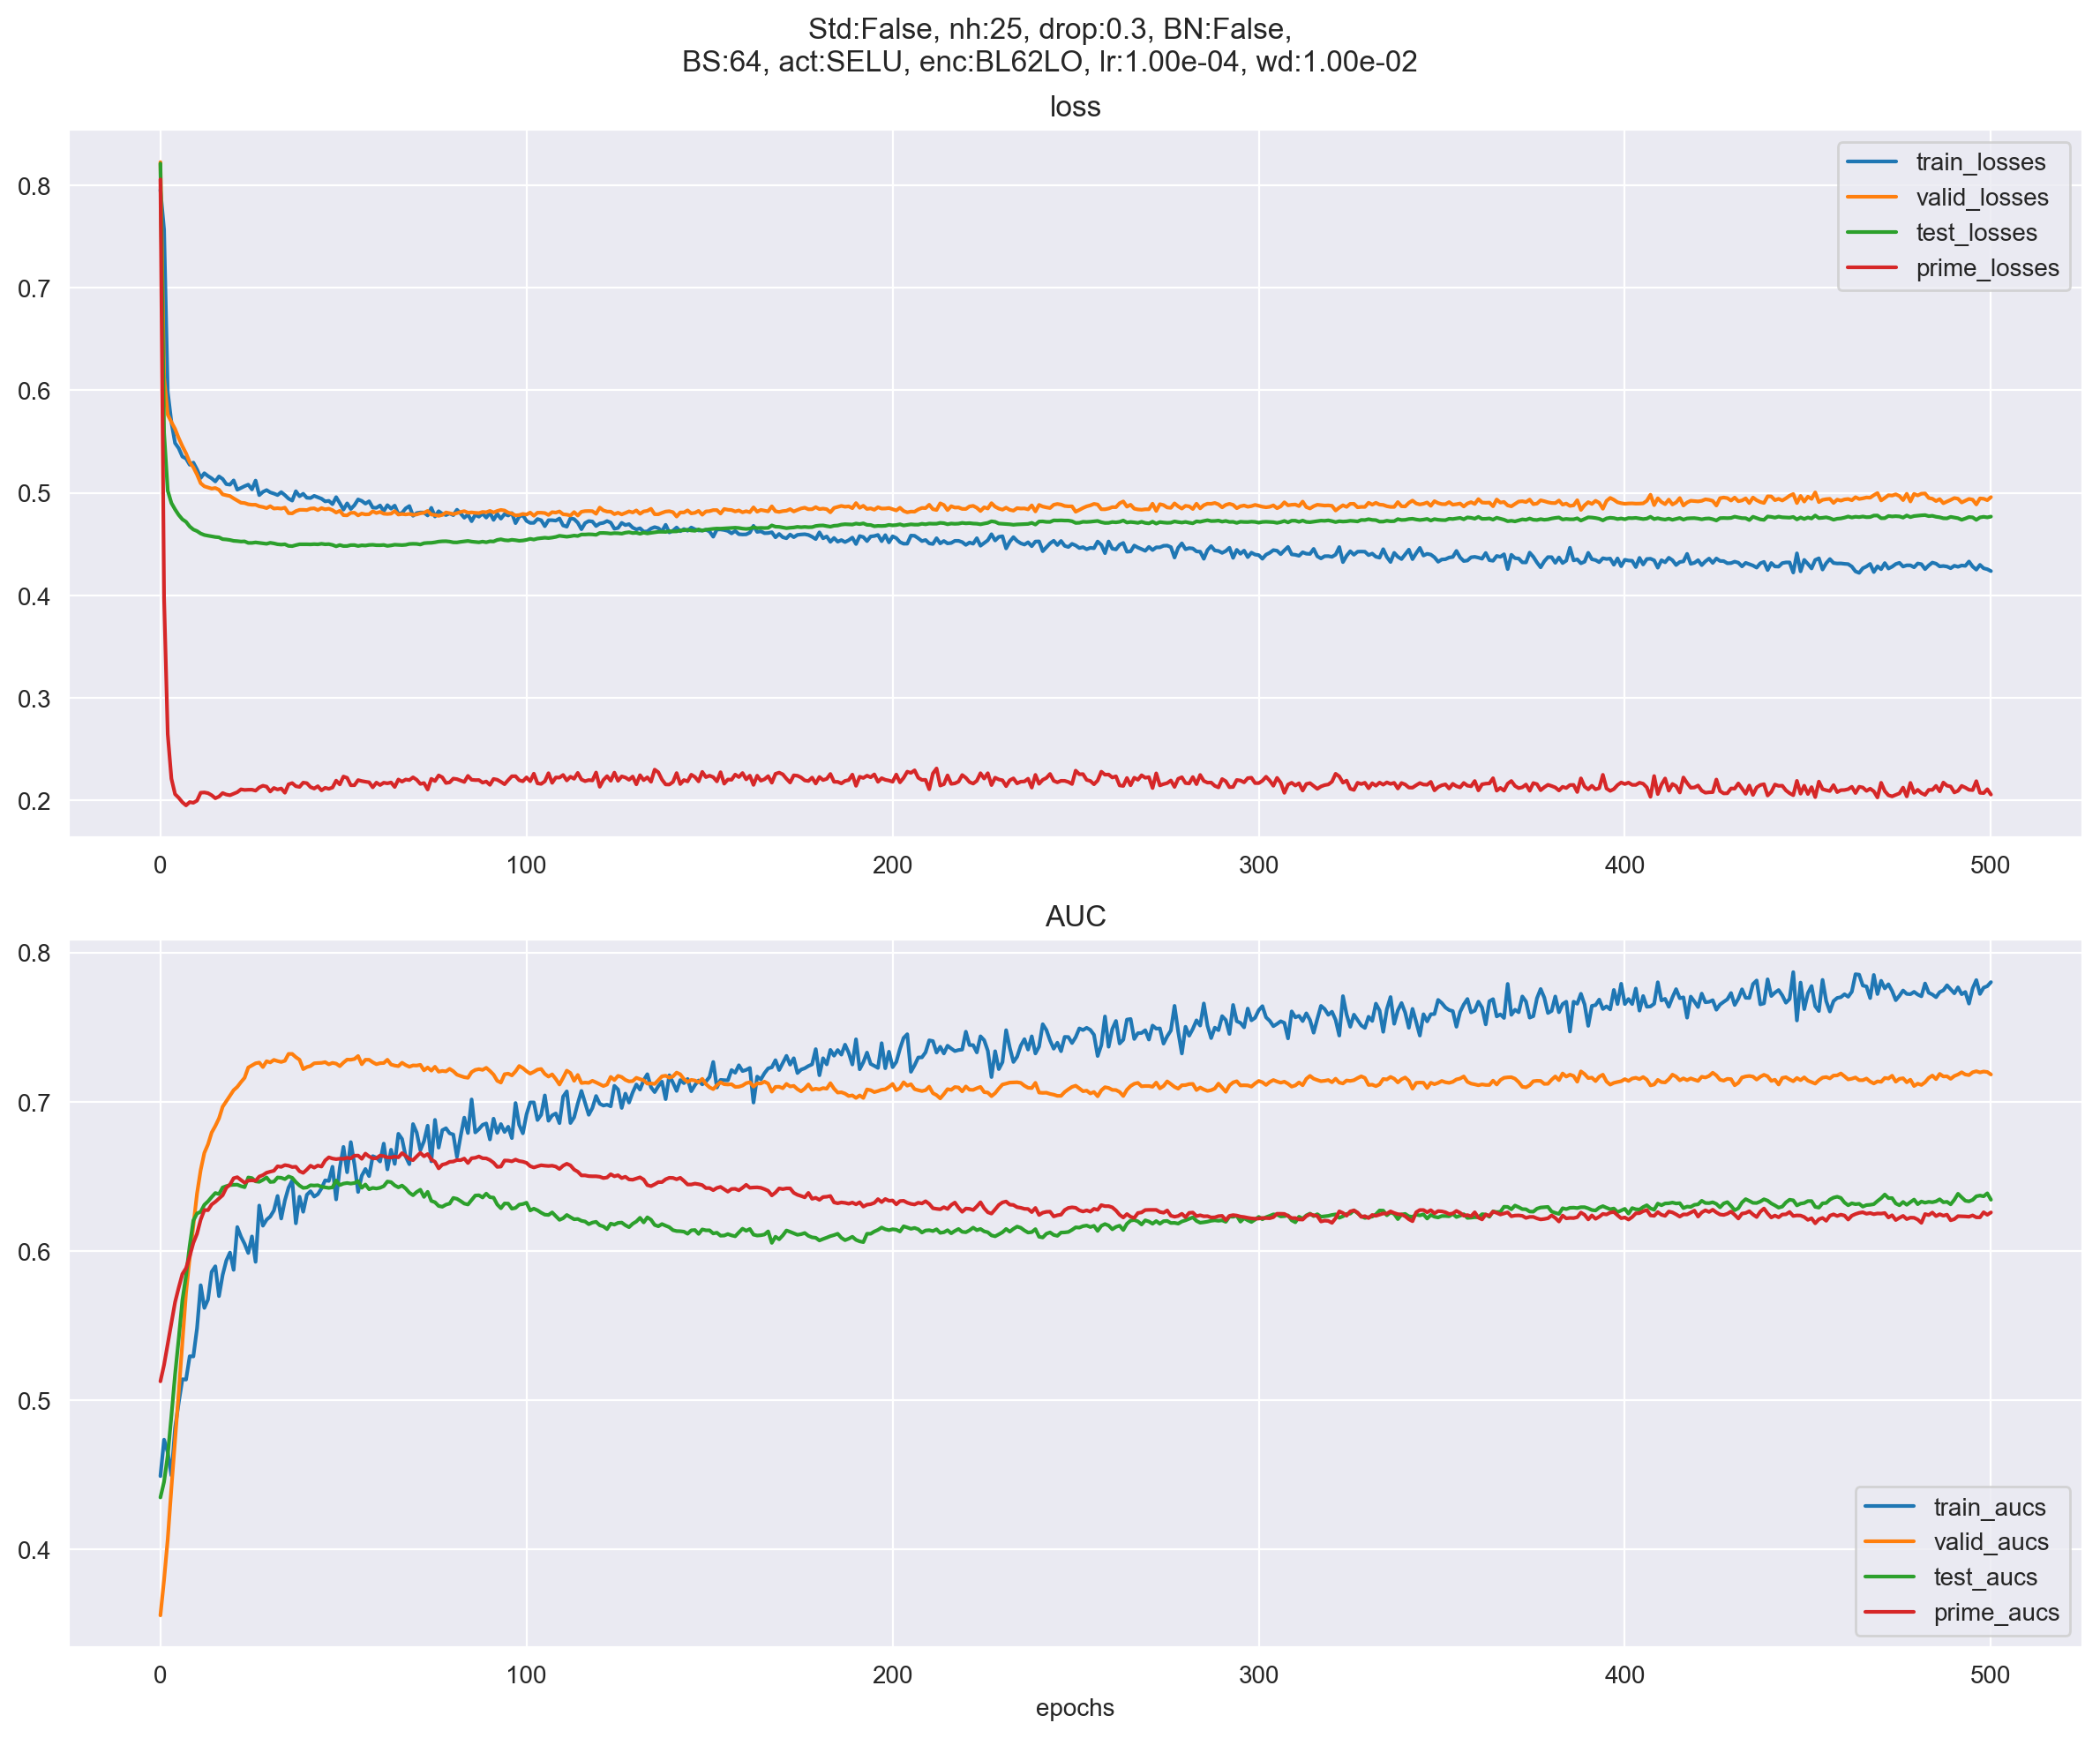 Std:False, nh:25, drop:0.3, BN:False,
BS:64, act:SELU, enc:BL62LO, lr:1.00e-04, wd:1.00e-02
loss
train_losses
valid_losses
test_losses
prime_losses
0.8
0.7
0.6
0.5
0.4
0.3
0.2
0 100 200 300 400 500
AUC
0.8
0.7
0.6
0.5
0.4
train_aucs
valid_aucs
test_aucs
prime_aucs
0 100 200 300 400 500
epochs